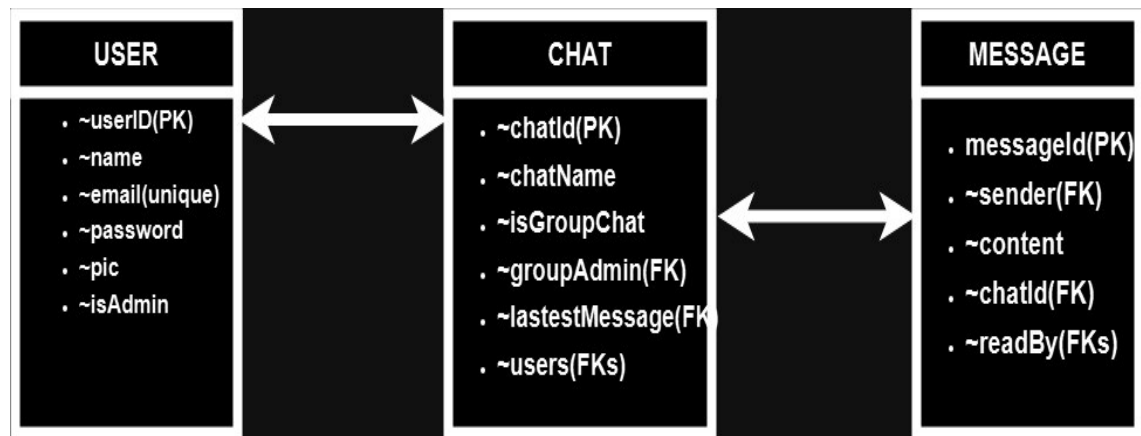 USER
~userID(PK)
~name
~email(unique)
~password
~pic
~isAdmin
CHAT
~chatId(PK)
~chatName
~isGroupChat
~groupAdmin(FK)
~lastestMessage(FK)
~users(FKs)
MESSAGE
messageId(PK)
~sender(FK)
~content
~chatId(FK)
~readBy(FKs)